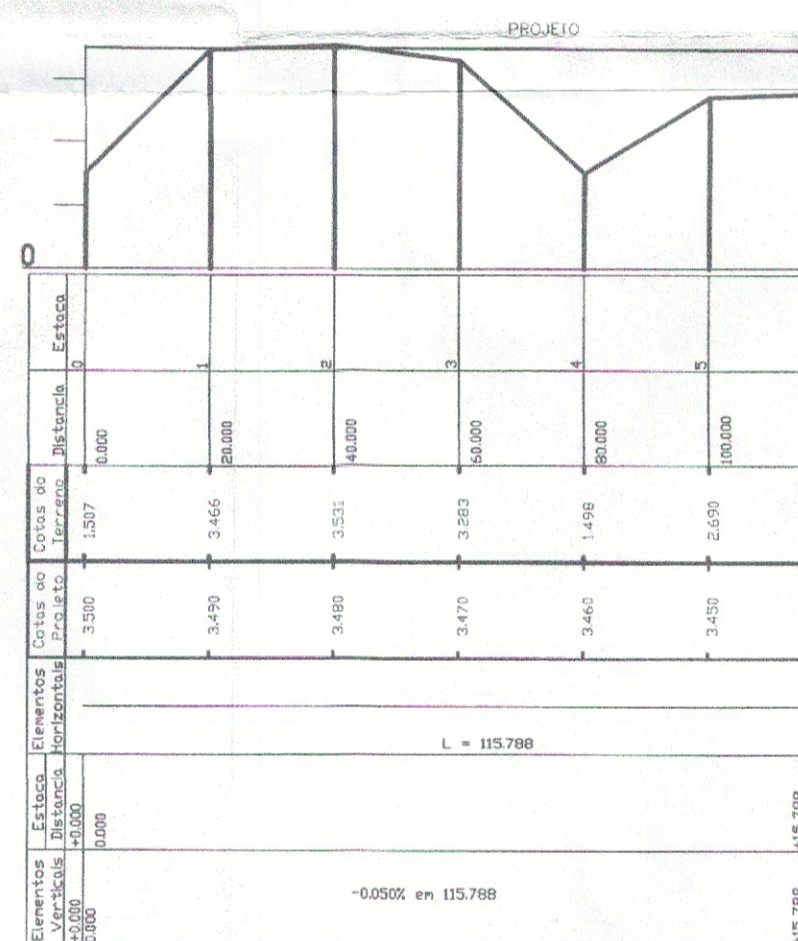 PROJETO
0
Estaca
0
1
2
3
4
5
Distancia
0.000
20.000
40.000
60.000
80.000
100.000
Cotas do
Terreno
1.507
3.466
3.531
3.283
1.498
2.690
Cotas do
Projeto
3.500
3.490
3.480
3.470
3.460
3.450
Elementos
Horizontais
L = 115.788
Estaca
Distancia
+0.000
0.000
Elementos
Verticais
+0.000
0.000
-0.050% em 115.788